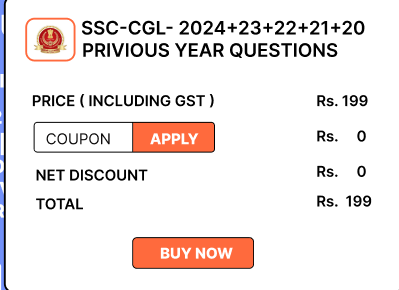 SSC-CGL- 2024+23+22+21+20
PRIVIOUS YEAR QUESTIONS
PRICE ( INCLUDING GST ) Rs. 199
COUPON APPLY Rs. 0
NET DISCOUNT Rs. 0
TOTAL Rs. 199
BUY NOW